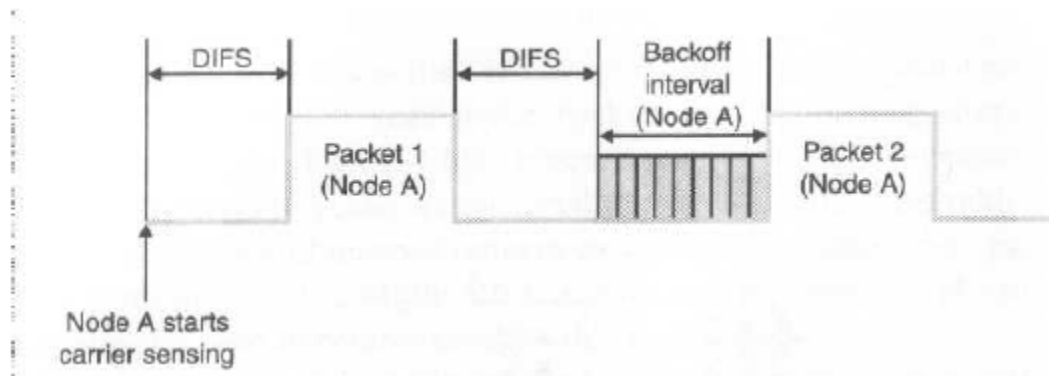 DIFS
DIFS
Backoff
interval
(Node A)
Packet 1
(Node A)
Packet 2
(Node A)
Node A starts
carrier sensing